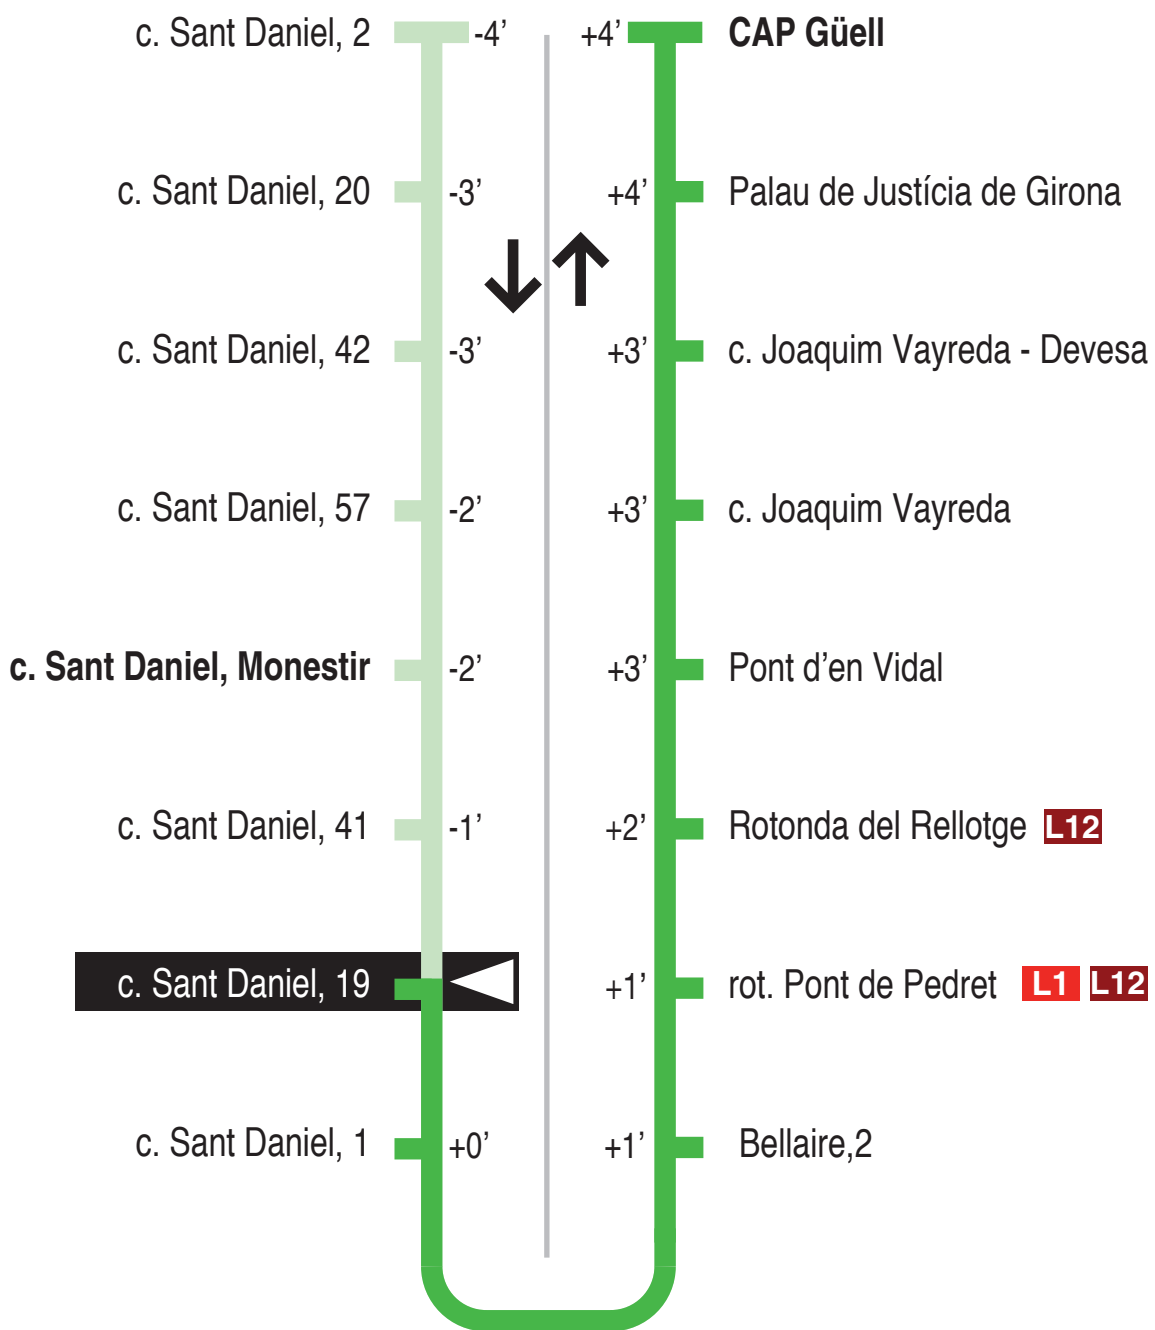 c. Sant Daniel, 2 -4’ +4’ CAP Güell
c. Sant Daniel, 20 -3’ +4’ Palau de Justícia de Girona
c. Sant Daniel, 42 -3’ +3’ c. Joaquim Vayreda - Devesa
c. Sant Daniel, 57 -2’ +3’ c. Joaquim Vayreda
c. Sant Daniel, Monestir -2’ +3’ Pont d’en Vidal
c. Sant Daniel, 41 -1’ +2’ Rotonda del Rellotge L12
c. Sant Daniel, 19 +1’ rot. Pont de Pedret L1 L12
c. Sant Daniel, 1 +0’ +1’ Bellaire,2